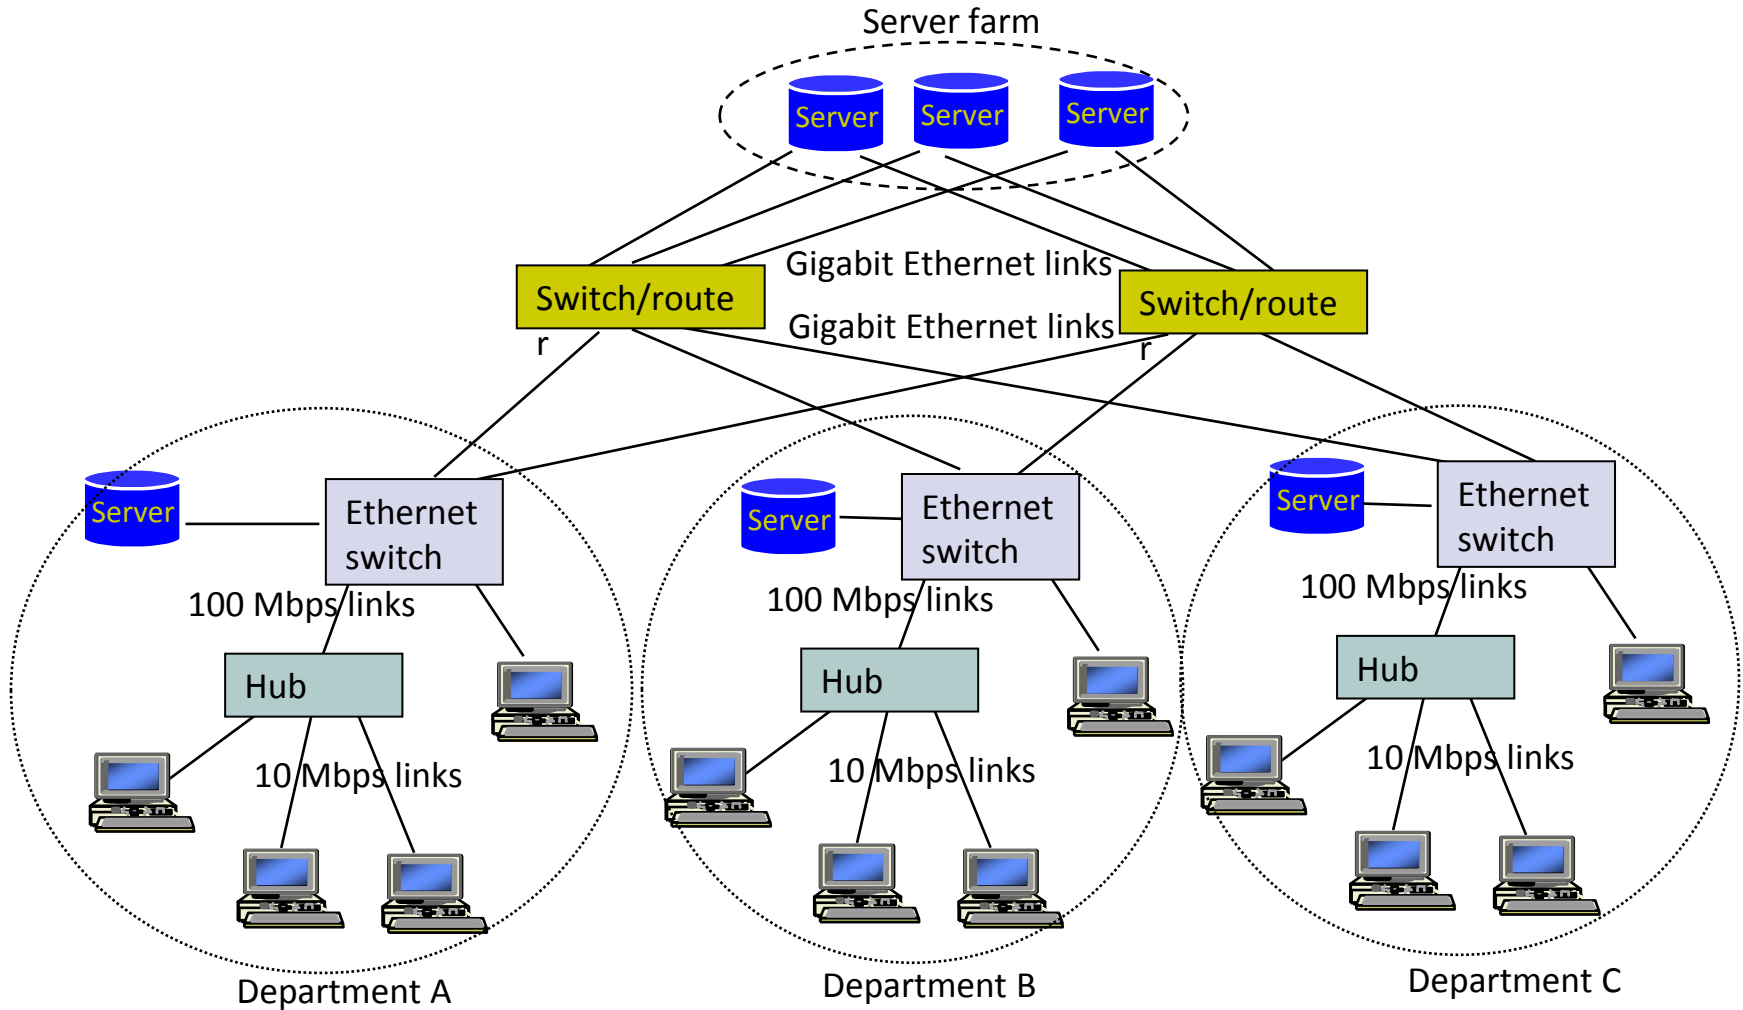 Server farm
Server
Server
Server
Gigabit Ethernet links
Switch/route
r
Switch/route
r
Gigabit Ethernet links
Server
Ethernet
switch
Server
Ethernet
switch
Server
Ethernet
switch
100 Mbps links
100 Mbps links
100 Mbps links
Hub
Hub
Hub
10 Mbps links
10 Mbps links
10 Mbps links
Department A
Department B
Department C